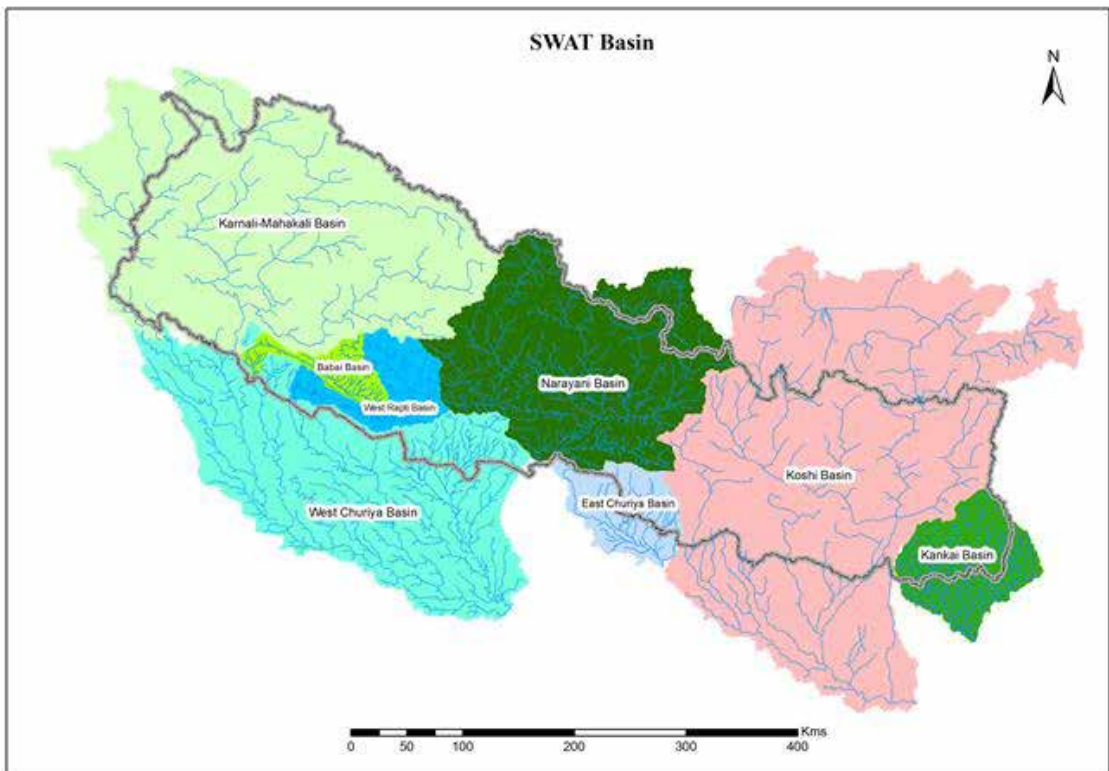 SWAT Basin
N
Karnali-Mahakali Basin
Babai Basin
Narayani Basin
West Rapti Basin
Koshi Basin
East Churiya Basin
West Churiya Basin
Kankai Basin
Kms
0 50 100 200 300 400